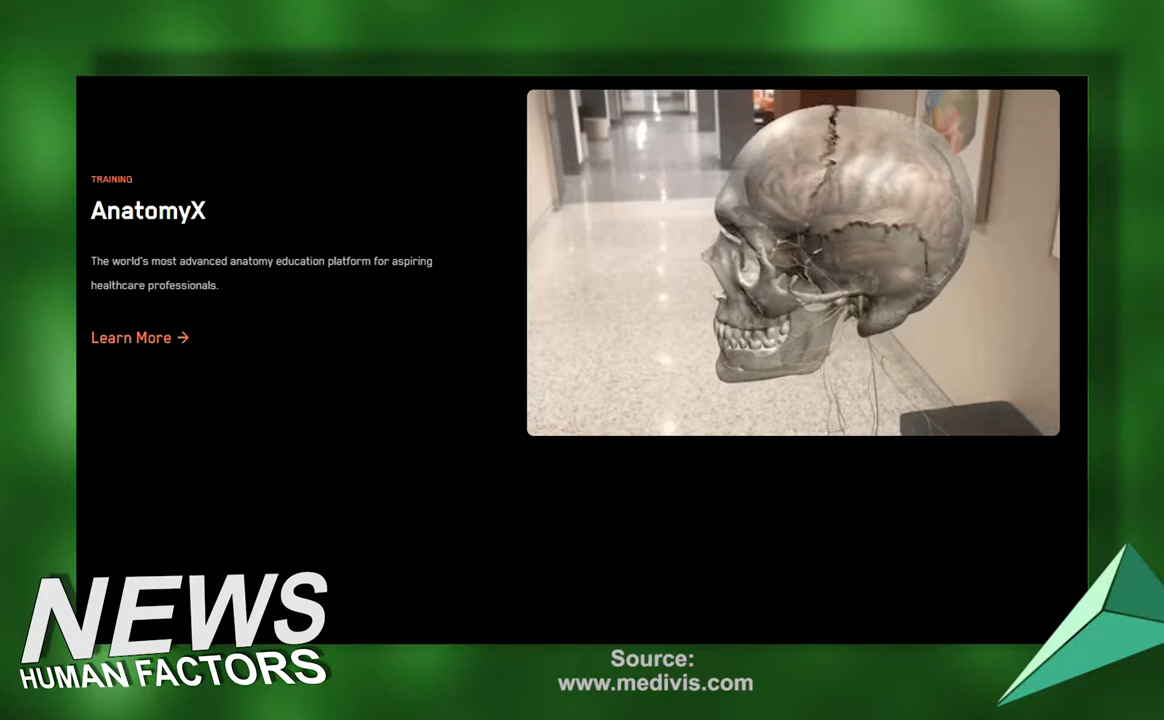 TRAINING
AnatomyX
The world's most advanced anatomy education platform for aspiring
healthcare professionals.
Learn More →
NEWS
HUMAN FACTORS
Source:
www.medivis.com